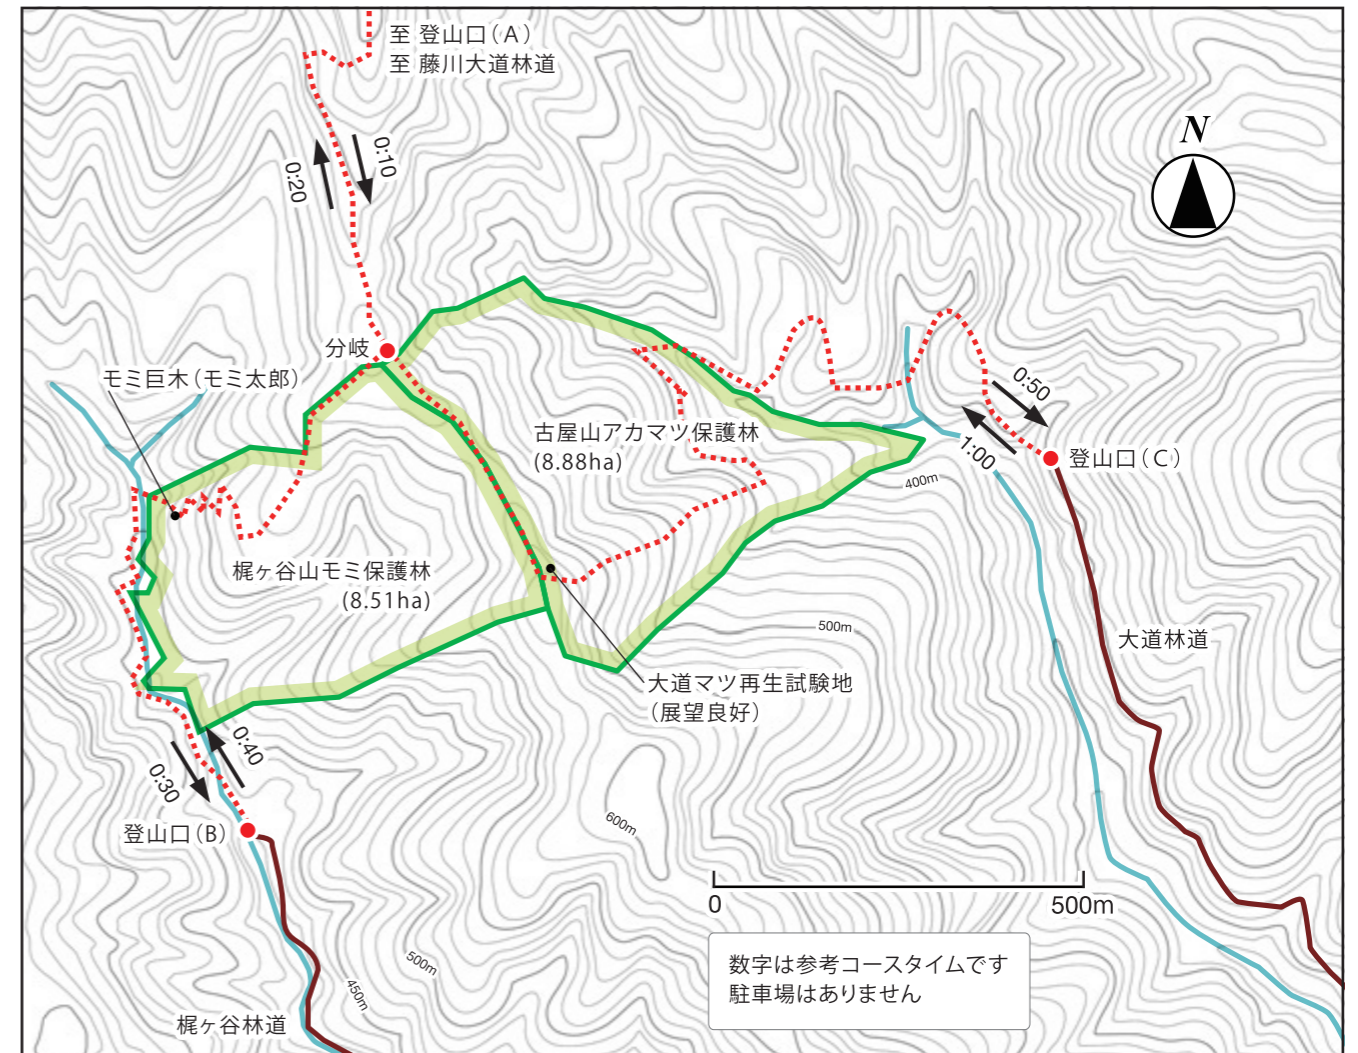 至 登山口（A）
至 藤川大道林道
N
0:10
0:20
分岐
モミ巨木（モミ太郎）
0:50
1:00
登山口（C）
古屋山アカマツ保護林
(8.88ha)
400m
梶ヶ谷山モミ保護林
(8.51ha)
500m
大道林道
大道マツ再生試験地
（展望良好）
0:40
0:30
登山口（B）
600m
0
500m
500m
450m
梶ヶ谷林道
数字は参考コースタイムです
駐車場はありません